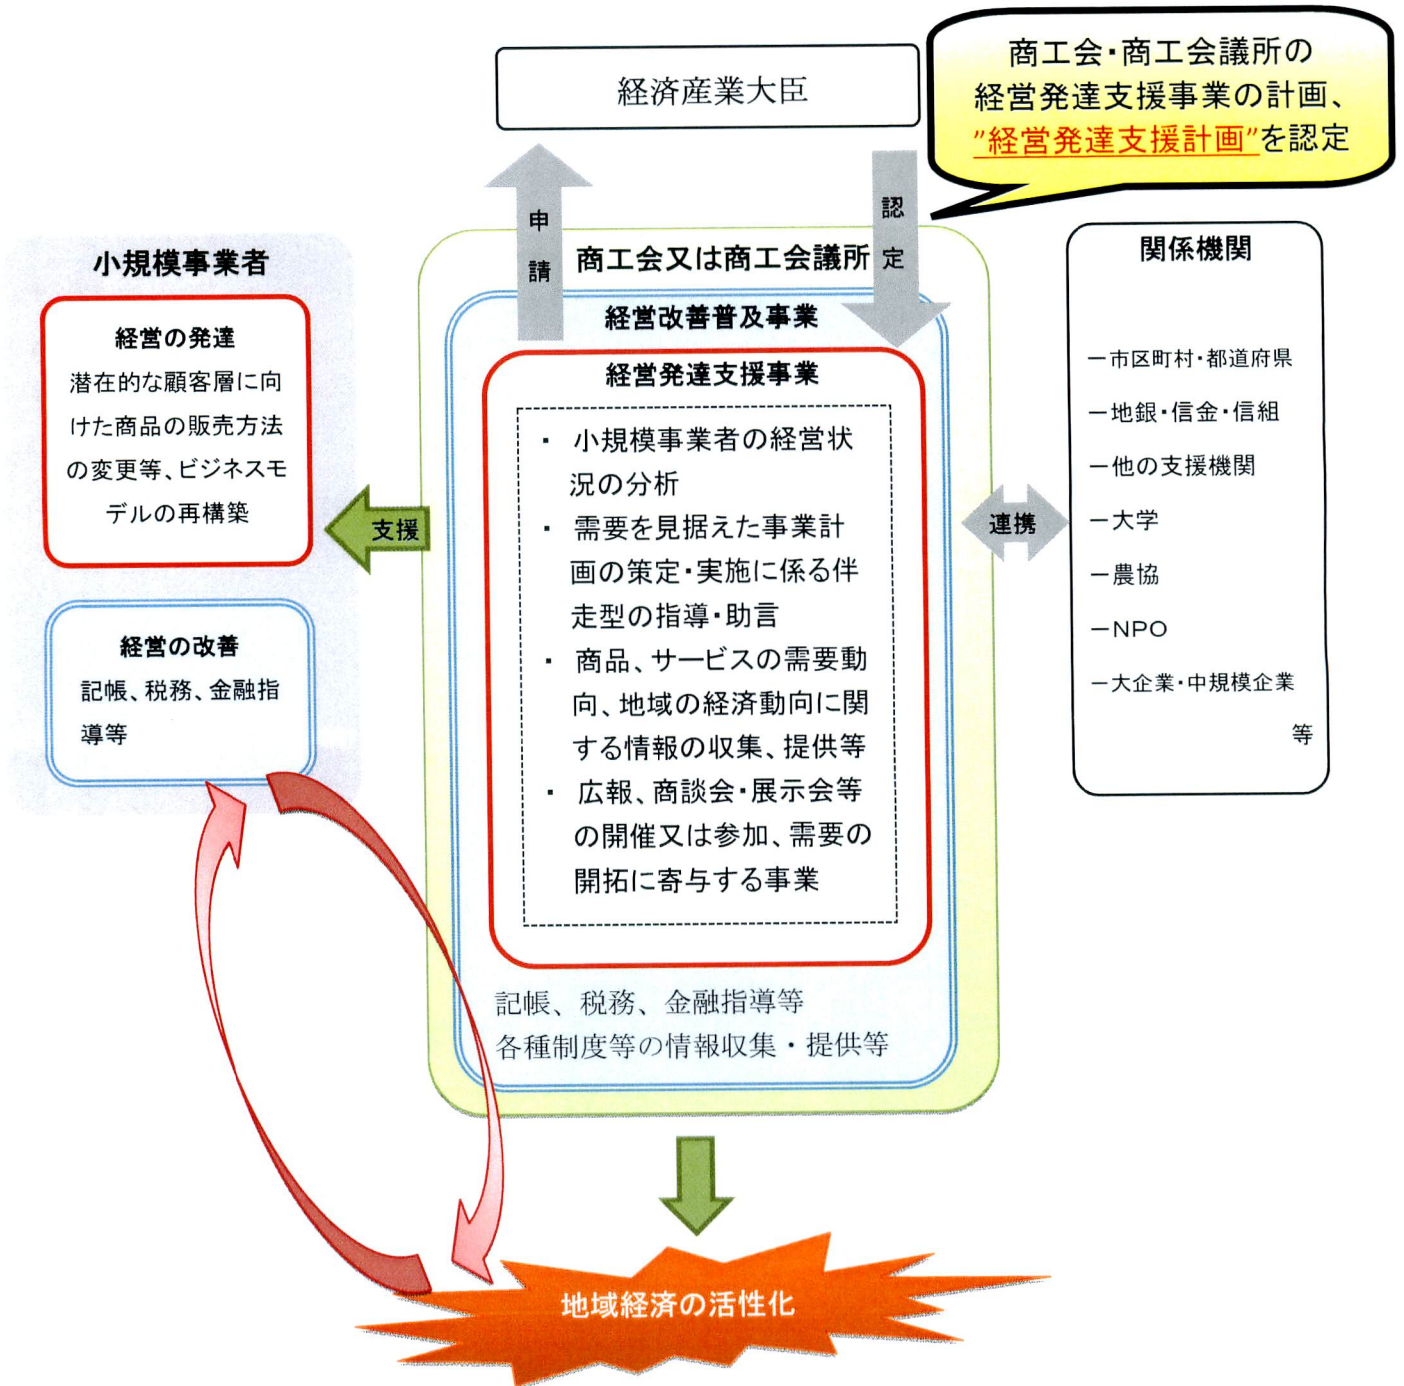 経済産業大臣
商工会・商工会議所の
経営発達支援事業の計画、
”経営発達支援計画”を認定
申請
認定
小規模事業者
経営の発達
潜在的な顧客層に向
けた商品の販売方法
の変更等、ビジネスモ
デルの再構築
経営の改善
記帳、税務、金融指
導等
支援
商工会又は商工会議所
経営改善普及事業
経営発達支援事業
・ 小規模事業者の経営状
況の分析
・ 需要を見据えた事業計
画の策定・実施に係る伴
走型の指導・助言
・ 商品、サービスの需要動
向、地域の経済動向に関
する情報の収集、提供等
・ 広報、商談会・展示会等
の開催又は参加、需要の
開拓に寄与する事業
記帳、税務、金融指導等
各種制度等の情報収集・提供等
連携
関係機関
－市区町村・都道府県
－地銀・信金・信組
－他の支援機関
－大学
－農協
－NPO
－大企業・中規模企業
等
地域経済の活性化